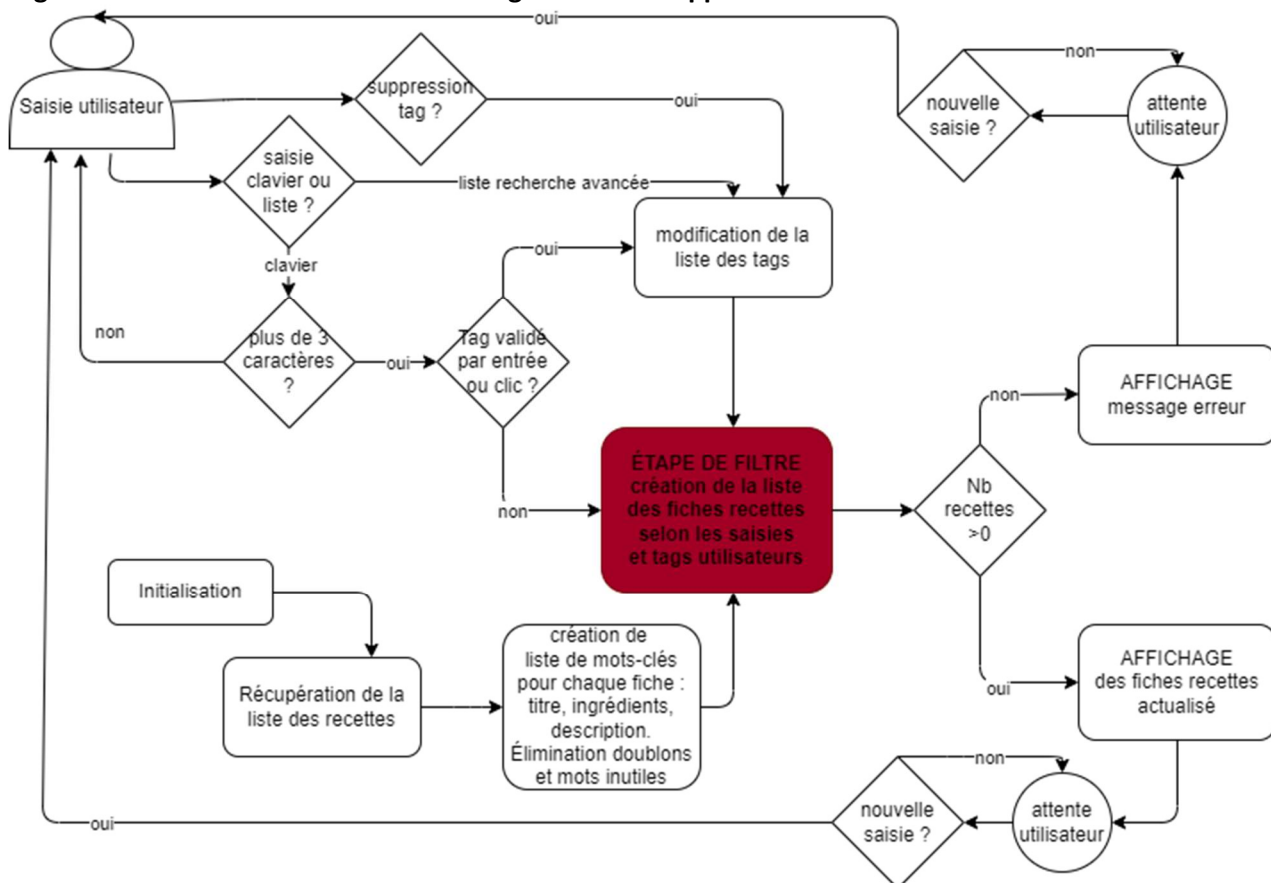 oui
non
Saisie utilisateur
suppression
tag ?
oui
nouvelle
saisie ?
attente
utilisateur
saisie
clavier ou
liste ?
liste recherche avancée
modification de la
liste des tags
oui
clavier
non
plus de 3
caractères
?
oui
Tag validé
par entrée
ou clic ?
non
AFFICHAGE
message erreur
non
ÉTAPE DE FILTRE
création de la liste
des fiches recettes
selon les saisies
et tags utilisateurs
Nb
recettes
>0
Initialisation
Récupération de la
liste des recettes
création de
liste de mots-clés
pour chaque fiche :
titre, ingrédients,
description.
Élimination doublons
et mots inutiles
oui
AFFICHAGE
des fiches recettes
actualisé
non
nouvelle
saisie ?
attente
utilisateur
oui